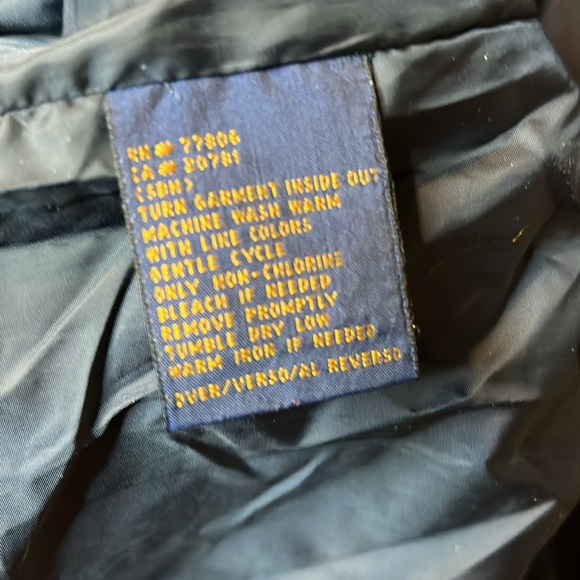 RN # 77806
CA # 20781
(SBH)
TURN GARMENT INSIDE OUT
MACHINE WASH WARM
WITH LIKE COLORS
GENTLE CYCLE
ONLY NON-CHLORINE
BLEACH IF NEEDED
REMOVE PROMPTLY
TUMBLE DRY LOW
WARM IRON IF NEEDED
OVER/VERSO/AL REVERSO